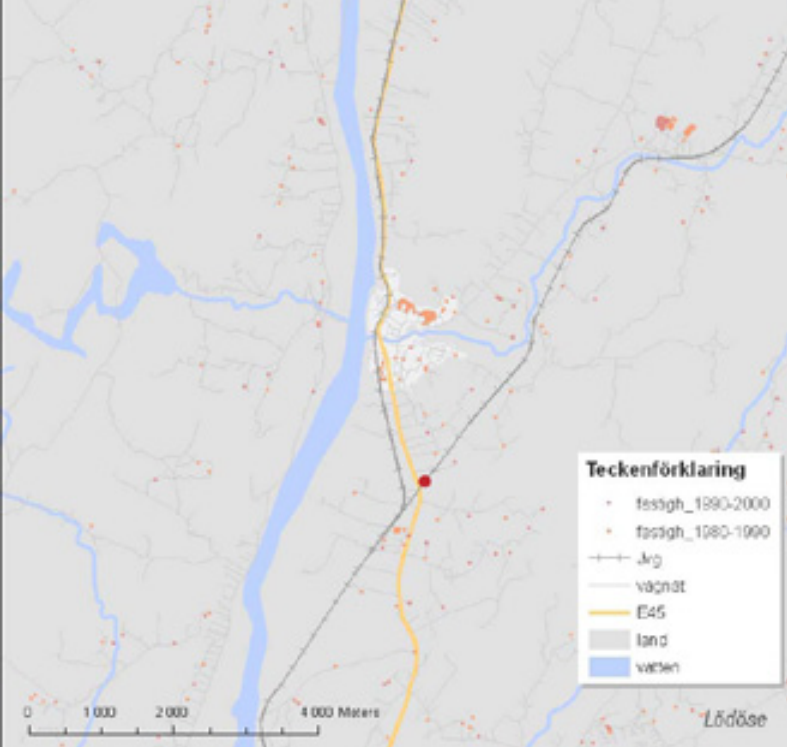 Teckenförklaring
fastigh_1990-2000
fastigh_1980-1990
Jvg
vägnät
E45
land
vatten
0 1 000 2 000 4 000 Meters
Lödöse